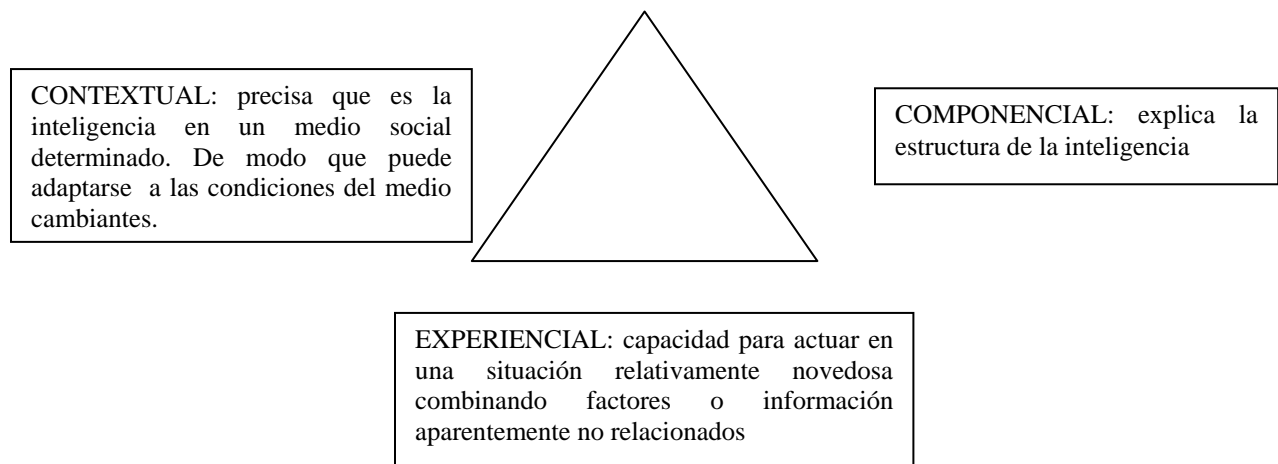 CONTEXTUAL: precisa que es la
inteligencia en un medio social
determinado. De modo que puede
adaptarse a las condiciones del medio
cambiantes.
COMPONENCIAL: explica la
estructura de la inteligencia
EXPERIENCIAL: capacidad para actuar en
una situación relativamente novedosa
combinando factores o información
aparentemente no relacionados